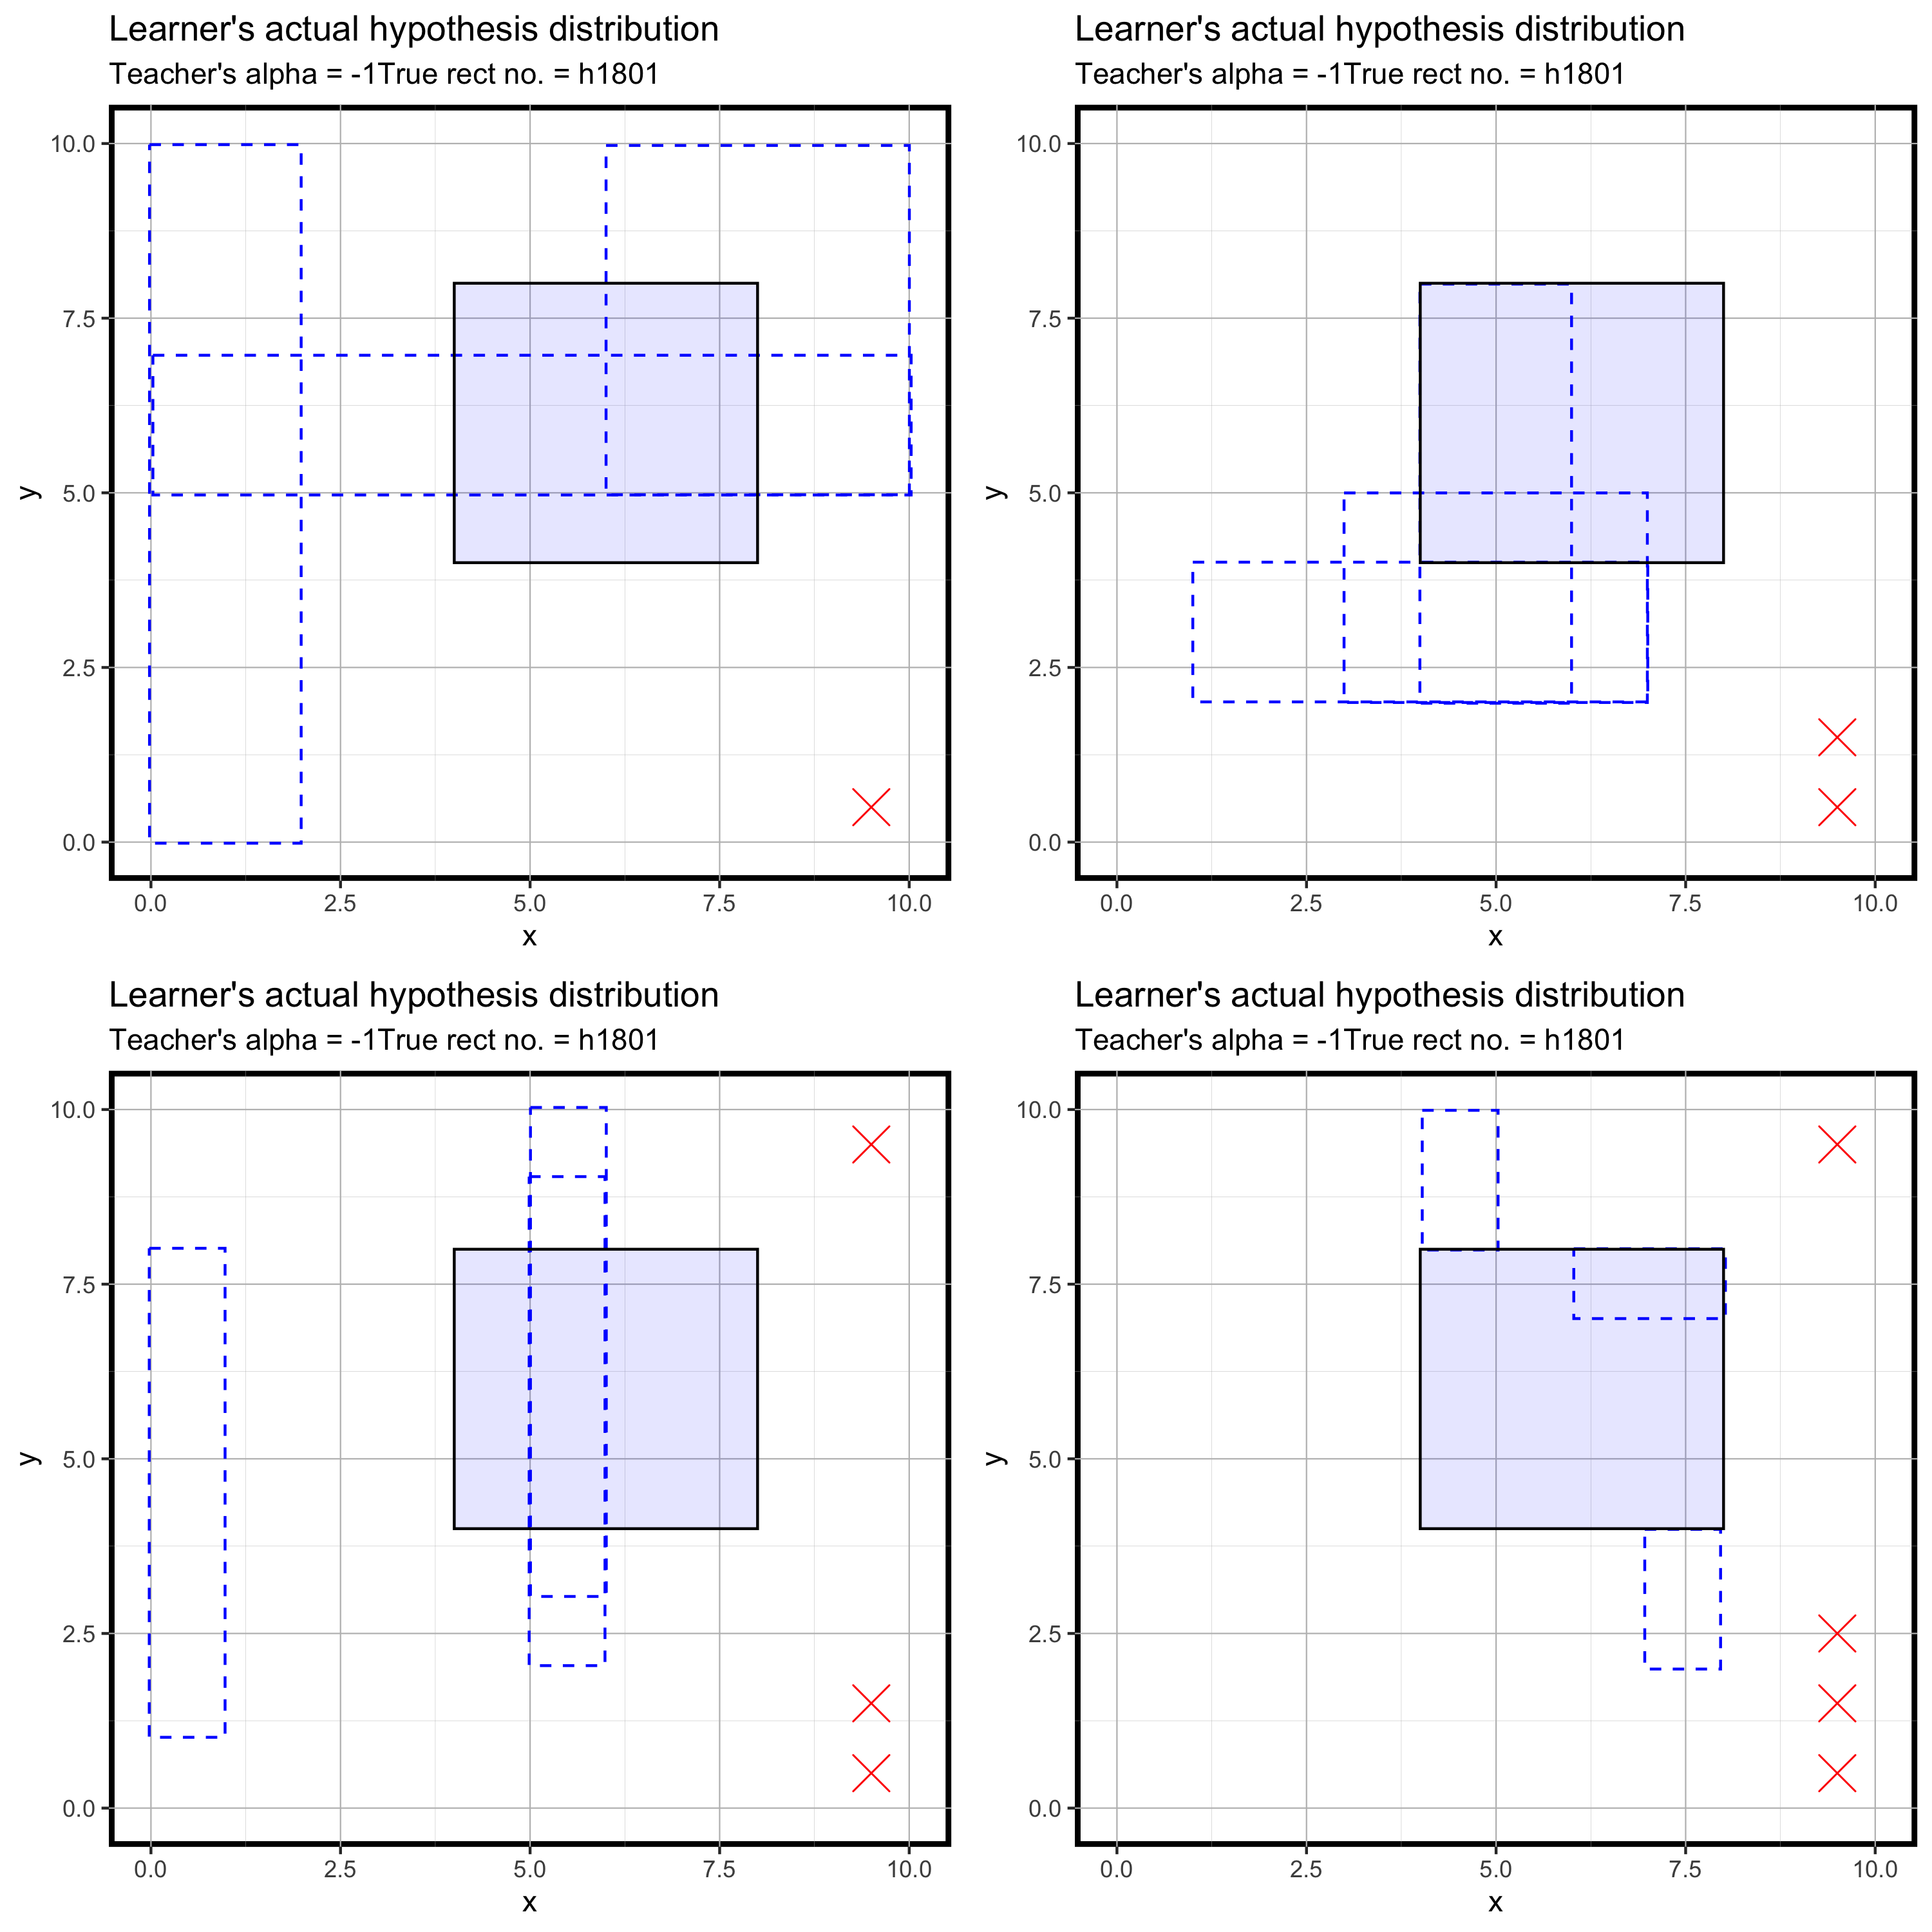 Learner's actual hypothesis distribution
Teacher's alpha = -1True rect no. = h1801
10.0
7.5
5.0
2.5
0.0
y
0.0 2.5 5.0 7.5 10.0
x
Learner's actual hypothesis distribution
Teacher's alpha = -1True rect no. = h1801
10.0
7.5
5.0
2.5
0.0
y
0.0 2.5 5.0 7.5 10.0
x
Learner's actual hypothesis distribution
Teacher's alpha = -1True rect no. = h1801
10.0
7.5
5.0
2.5
0.0
y
0.0 2.5 5.0 7.5 10.0
x
Learner's actual hypothesis distribution
Teacher's alpha = -1True rect no. = h1801
10.0
7.5
5.0
2.5
0.0
y
0.0 2.5 5.0 7.5 10.0
x